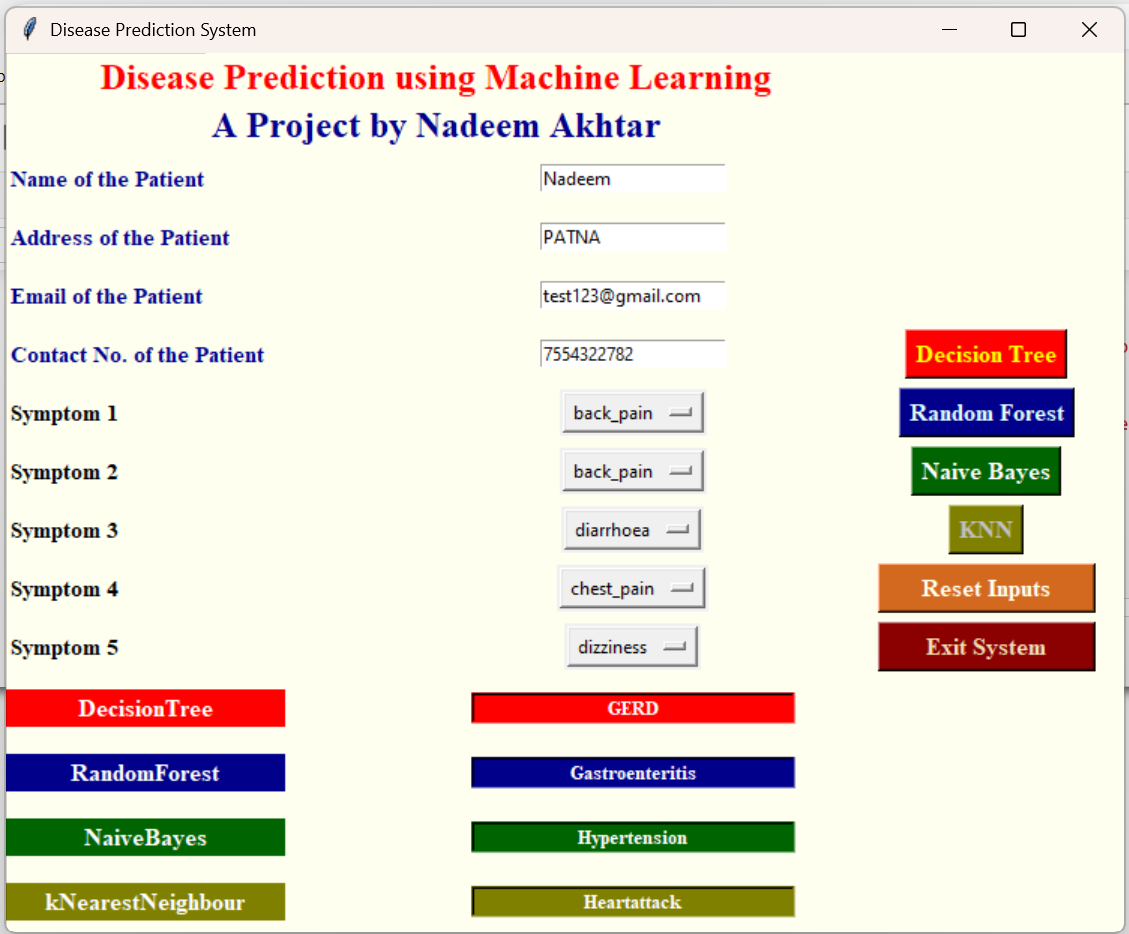 Disease Prediction System
Disease Prediction using Machine Learning
A Project by Nadeem Akhtar
Name of the Patient Nadeem
Address of the Patient PATNA
Email of the Patient test123@gmail.com
Contact No. of the Patient 7554322782 Decision Tree
Symptom 1 back_pain Random Forest
Symptom 2 back_pain Naive Bayes
Symptom 3 diarrhoea KNN
Symptom 4 chest_pain Reset Inputs
Symptom 5 dizziness Exit System
DecisionTree GERD
RandomForest Gastroenteritis
NaiveBayes Hypertension
kNearestNeighbour Heartattack